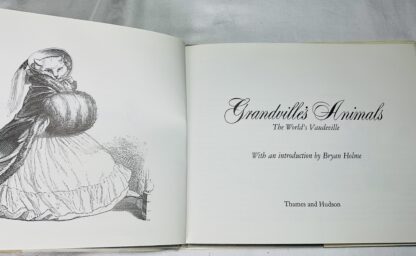 Grandville's Animals
The World's Vaudeville
With an introduction by Bryan Holme
Thames and Hudson